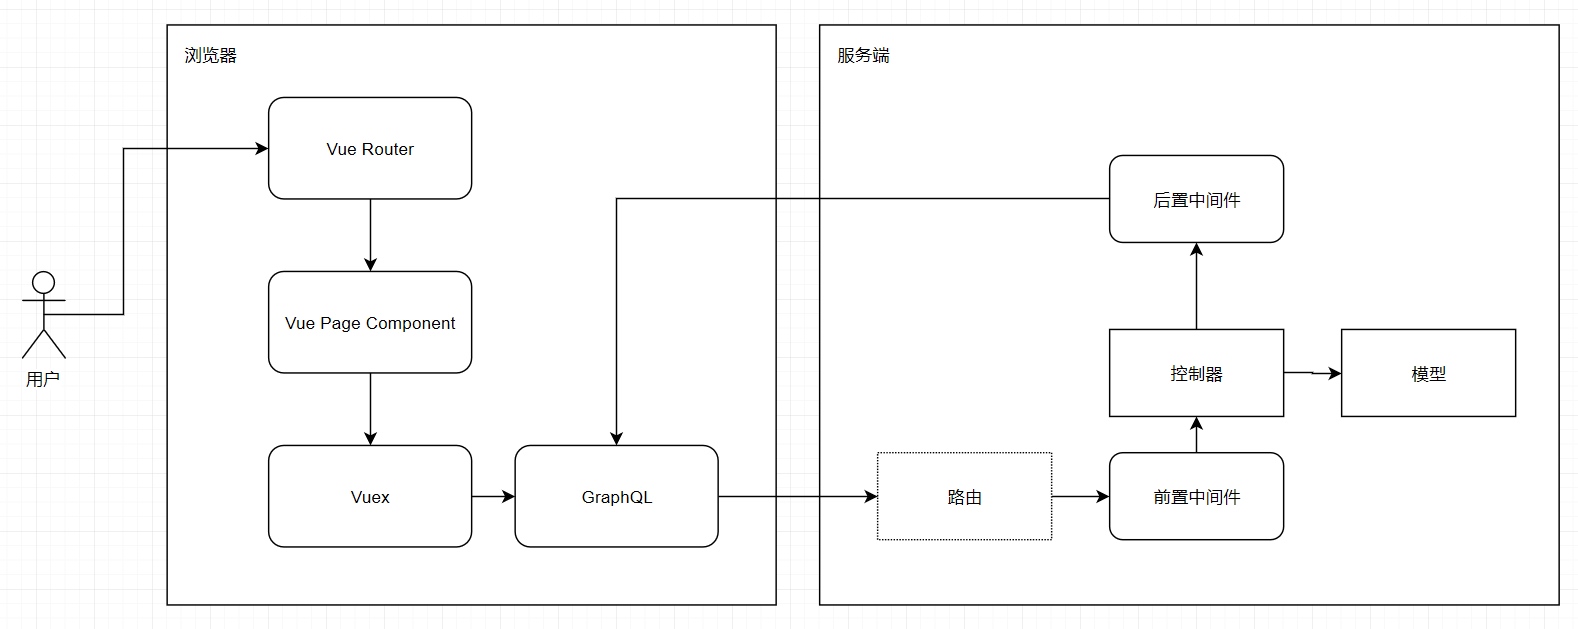 浏览器
服务端
Vue Router
后置中间件
Vue Page Component
用户
控制器
模型
Vuex
GraphQL
路由
前置中间件